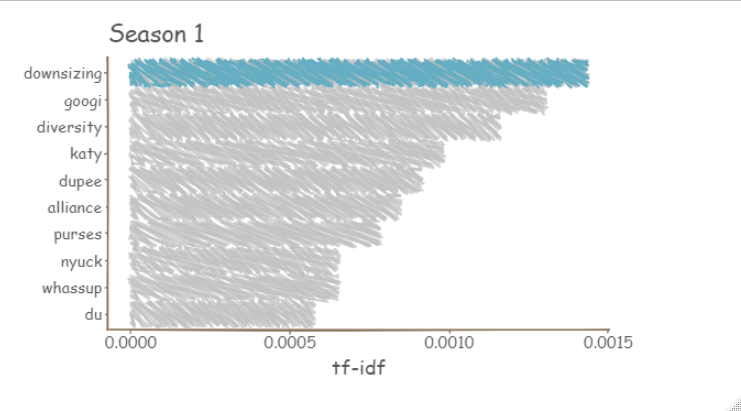 Season 1
downsizing
googi
diversity
katy
dupee
alliance
purses
nyuck
whassup
du
0.0000 0.0005 0.0010 0.0015
tf-idf